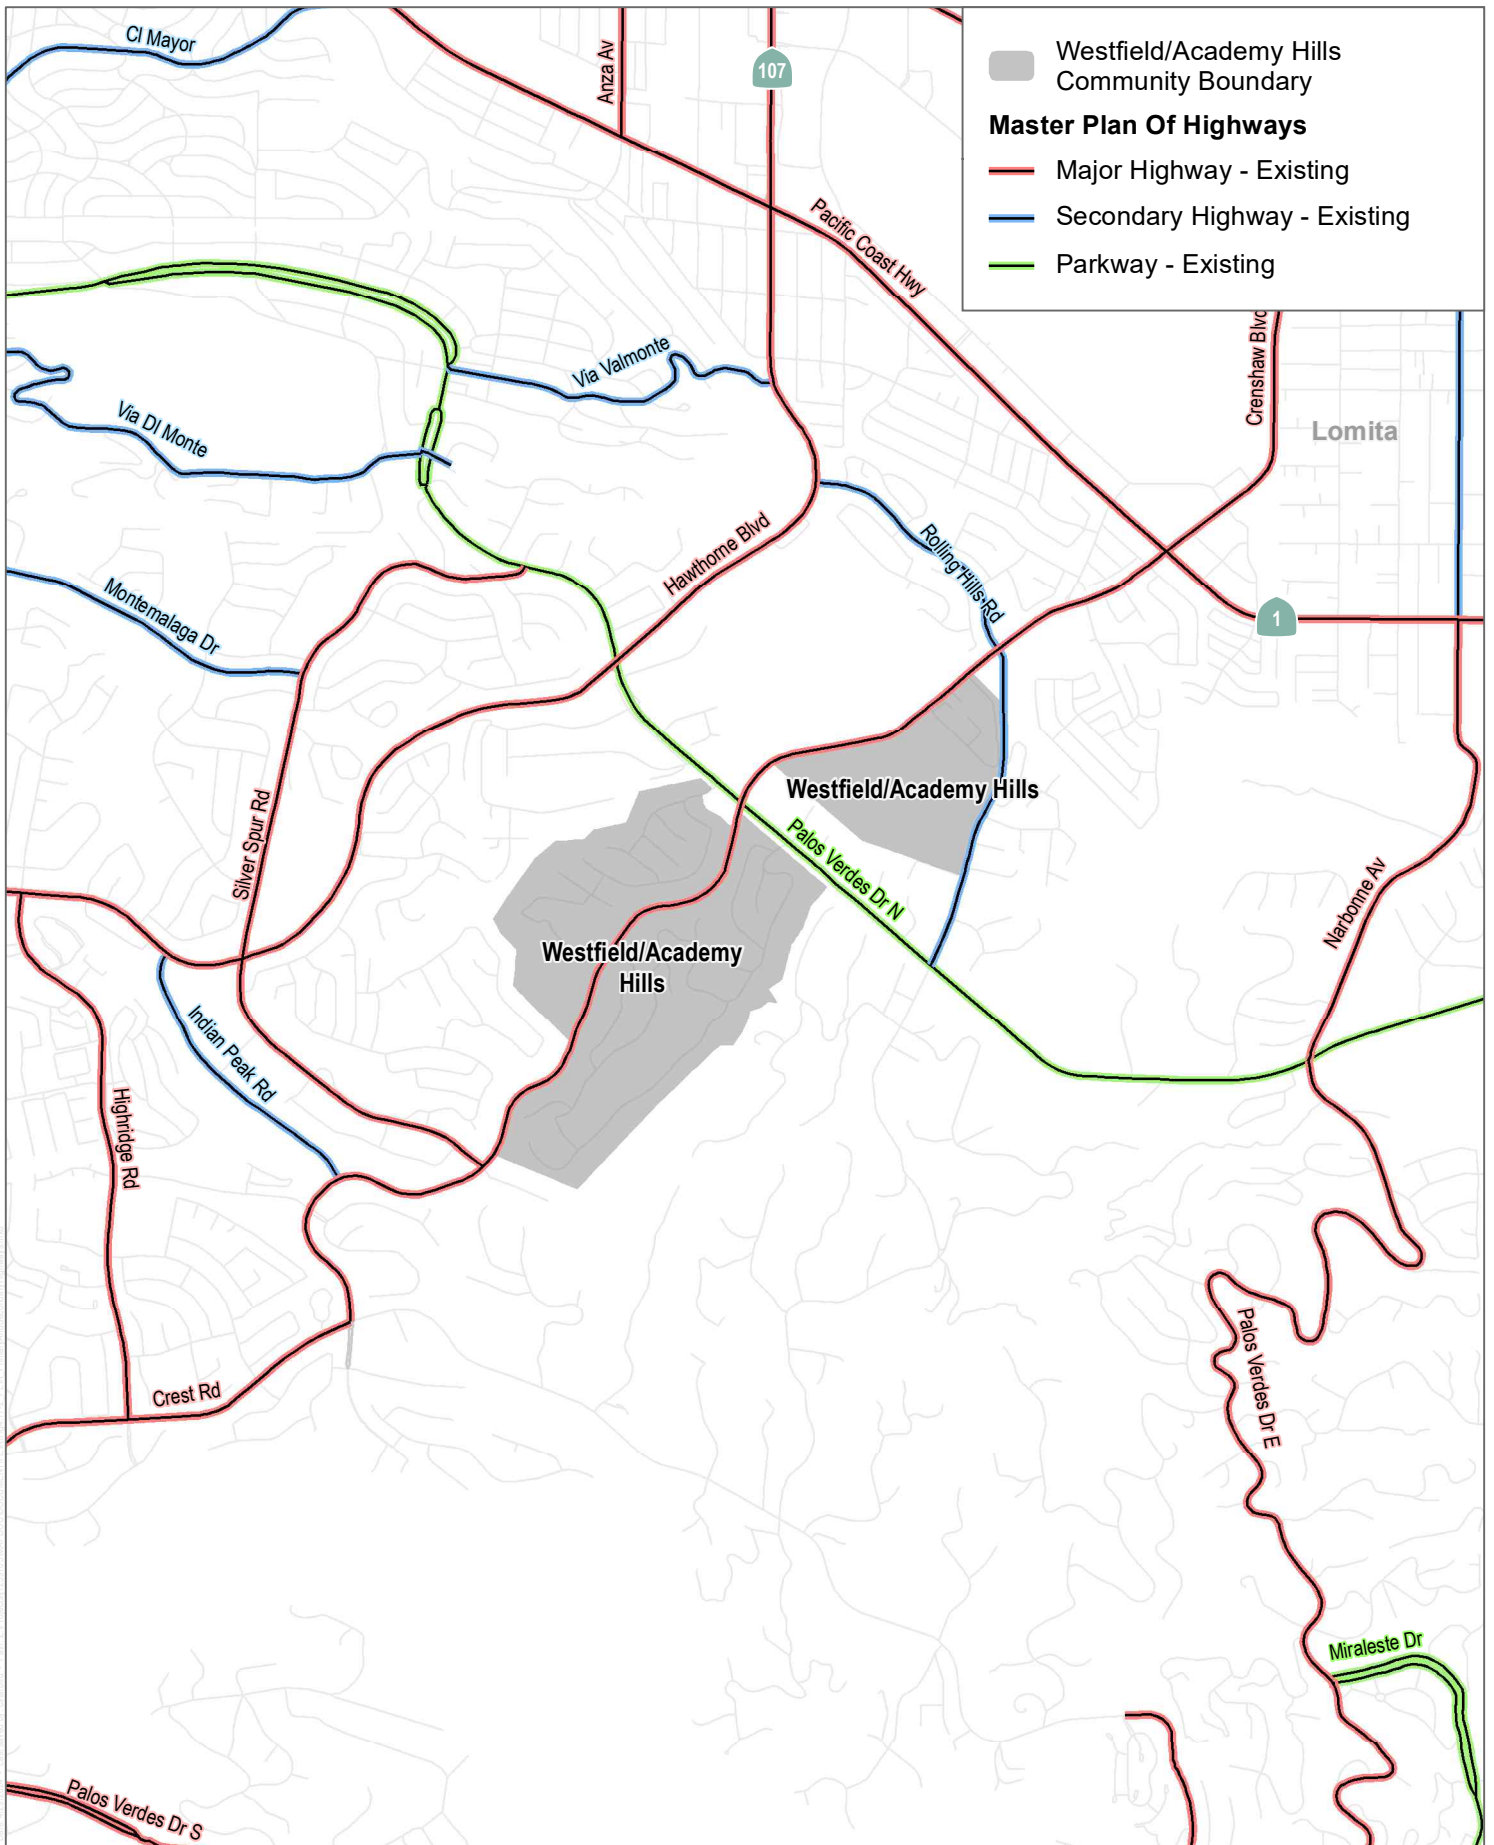 Cl Mayor
Anza Av
107
Westfield/Academy Hills
Community Boundary
Master Plan Of Highways
Major Highway - Existing
Secondary Highway - Existing
Parkway - Existing
Pacific Coast Hwy
Crenshaw Blvd
Via Valmonte
Via Dl Monte
Lomita
Hawthorne Blvd
Rolling Hills Rd
Montemalaga Dr
1
Silver Spur Rd
Westfield/Academy Hills
Palos Verdes Dr N
Narbonne Av
Westfield/Academy
Hills
Indian Peak Rd
Highridge Rd
Crest Rd
Palos Verdes Dr E
Miraleste Dr
Palos Verdes Dr S